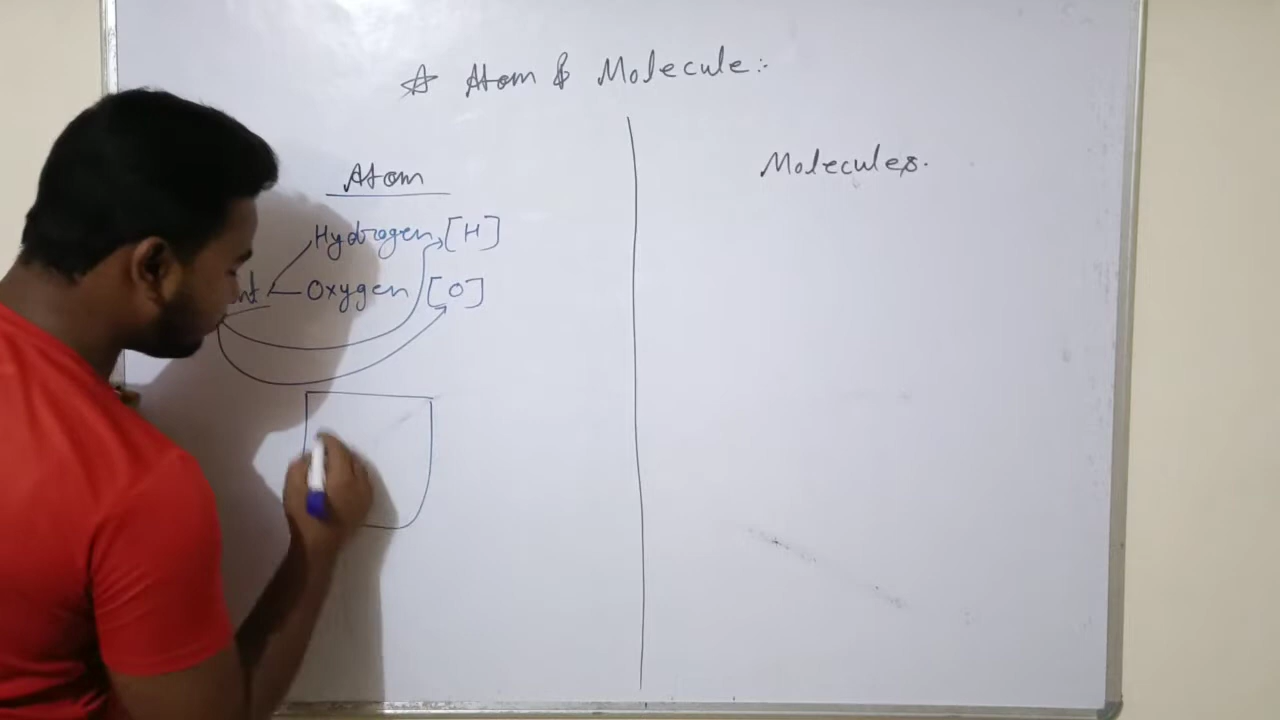 ☆ Atom & Molecule:-
Atom
Hydrogen [H]
Oxygen [O]
Molecules.